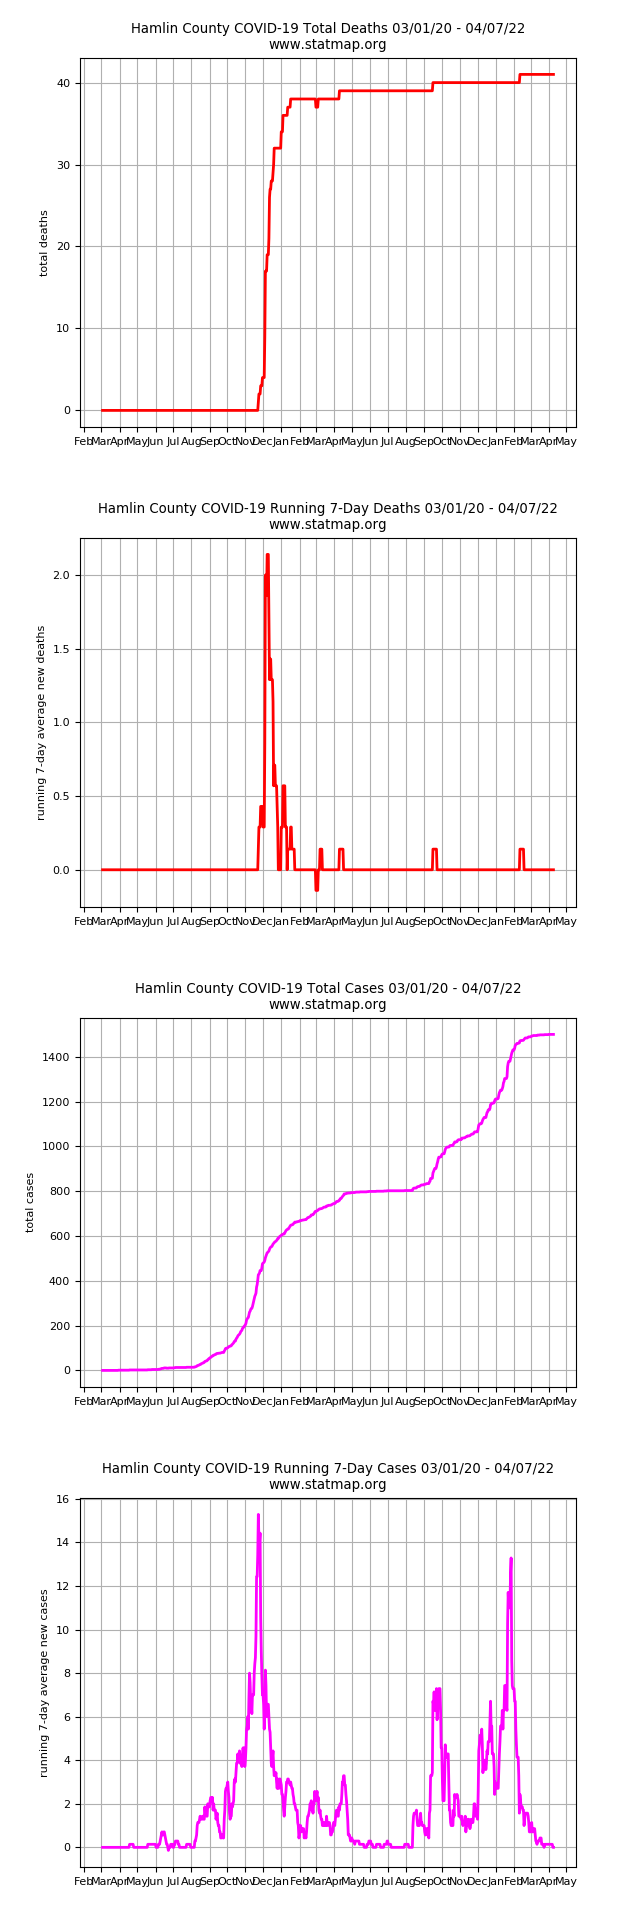 Hamlin County COVID-19 Total Deaths 03/01/20 - 04/07/22
www.statmap.org
40
30
20
10
0
total deaths
Feb Mar Apr May Jun Jul Aug Sep Oct Nov Dec Jan Feb Mar Apr May Jun Jul Aug Sep Oct Nov Dec Jan Feb Mar Apr May
Hamlin County COVID-19 Running 7-Day Deaths 03/01/20 - 04/07/22
www.statmap.org
2.0
1.5
1.0
0.5
0.0
running 7-day average new deaths
Feb Mar Apr May Jun Jul Aug Sep Oct Nov Dec Jan Feb Mar Apr May Jun Jul Aug Sep Oct Nov Dec Jan Feb Mar Apr May
Hamlin County COVID-19 Total Cases 03/01/20 - 04/07/22
www.statmap.org
1400
1200
1000
800
600
400
200
0
total cases
Feb Mar Apr May Jun Jul Aug Sep Oct Nov Dec Jan Feb Mar Apr May Jun Jul Aug Sep Oct Nov Dec Jan Feb Mar Apr May
Hamlin County COVID-19 Running 7-Day Cases 03/01/20 - 04/07/22
www.statmap.org
16
14
12
10
8
6
4
2
0
running 7-day average new cases
Feb Mar Apr May Jun Jul Aug Sep Oct Nov Dec Jan Feb Mar Apr May Jun Jul Aug Sep Oct Nov Dec Jan Feb Mar Apr May